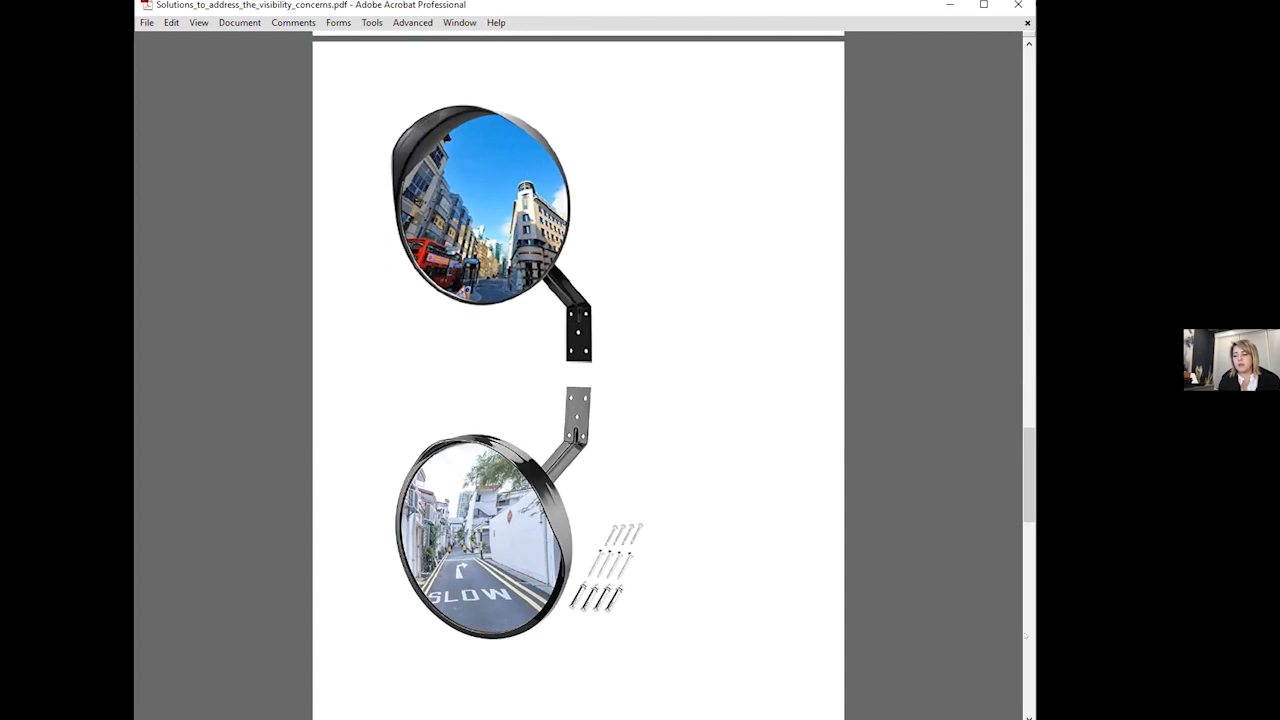 Solutions_to_address_the_visibility_concerns.pdf - Adobe Acrobat Professional
File Edit View Document Comments Forms Tools Advanced Window Help
SLOW